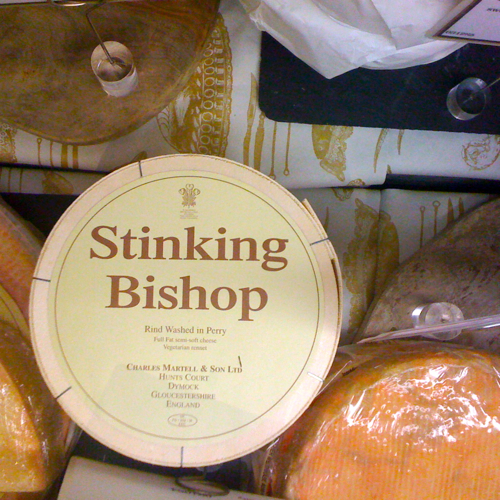 Stinking
Bishop
Rind Washed in Perry
Full Fat semi-soft cheese
Vegetarian rennet
CHARLES MARTELL & SON LTD
HUNTS COURT
DYMOCK
GLOUCESTERSHIRE
ENGLAND